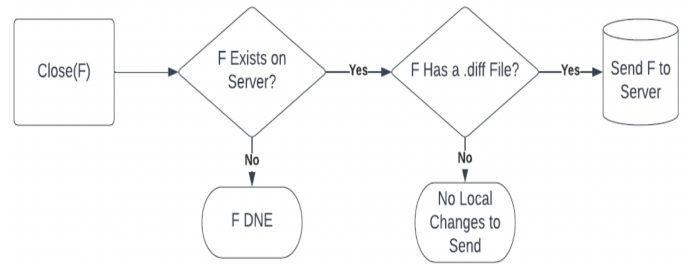 Close(F)
F Exists on
Server?
Yes
F Has a .diff File?
Yes
Send F to
Server
No
No
F DNE
No Local
Changes to
Send